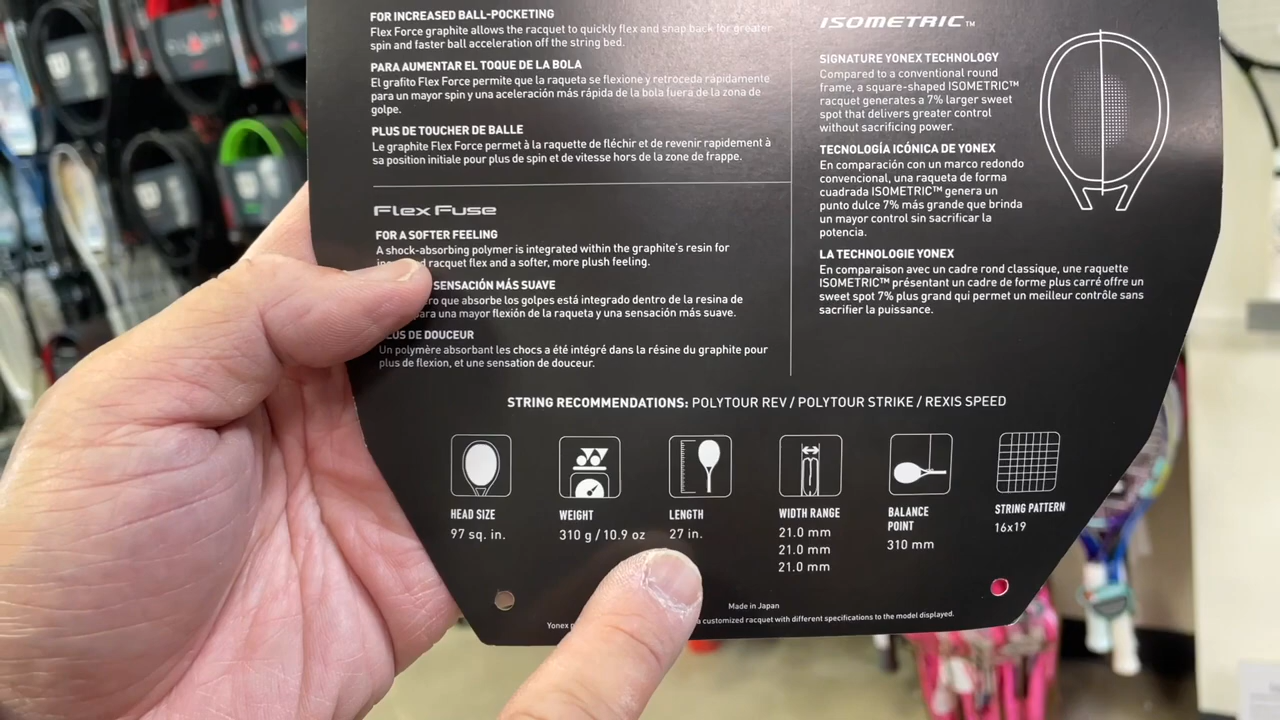 FOR INCREASED BALL-POCKETING
Flex Force graphite allows the racquet to quickly flex and snap back for greater
spin and faster ball acceleration off the string bed.
PARA AUMENTAR EL TOQUE DE LA BOLA
El grafito Flex Force permite que la raqueta se flexione y retroceda rápidamente
para un mayor spin y una aceleración más rápida de la bola fuera de la zona de
golpe.
PLUS DE TOUCHER DE BALLE
Le graphite Flex Force permet à la raquette de fléchir et de revenir rapidement à
sa position initiale pour plus de spin et de vitesse hors de la zone de frappe.
Flex Fuse
FOR A SOFTER FEELING
A shock-absorbing polymer is integrated within the graphite's resin for
racquet flex and a softer, more plush feeling.
SENSACIÓN MÁS SUAVE
que absorbe los golpes está integrado dentro de la resina de
para una mayor flexión de la raqueta y una sensación más suave.
DE DOUCEUR
Un polymère absorbant les chocs a été intégré dans la résine du graphite pour
plus de flexion, et une sensation de douceur.
ISOMETRIC™
SIGNATURE YONEX TECHNOLOGY
Compared to a conventional round
frame, a square-shaped ISOMETRIC™
racquet generates a 7% larger sweet
spot that delivers greater control
without sacrificing power.
TECNOLOGÍA ICÓNICA DE YONEX
En comparación con un marco redondo
convencional, una raqueta de forma
cuadrada ISOMETRIC™ genera un
punto dulce 7% más grande que brinda
un mayor control sin sacrificar la
potencia.
LA TECHNOLOGIE YONEX
En comparaison avec un cadre rond classique, une raquette
ISOMETRIC™ présentant un cadre de forme plus carré offre un
sweet spot 7% plus grand qui permet un meilleur contrôle sans
sacrifier la puissance.
STRING RECOMMENDATIONS: POLYTOUR REV / POLYTOUR STRIKE / REXIS SPEED
HEAD SIZE
97 sq. in.
WEIGHT
310 g / 10.9 oz
LENGTH
27 in.
WIDTH RANGE
21.0 mm
21.0 mm
21.0 mm
BALANCE
POINT
310 mm
STRING PATTERN
16x19
Made in Japan
Yonex
a customized racquet with different specifications to the model displayed.